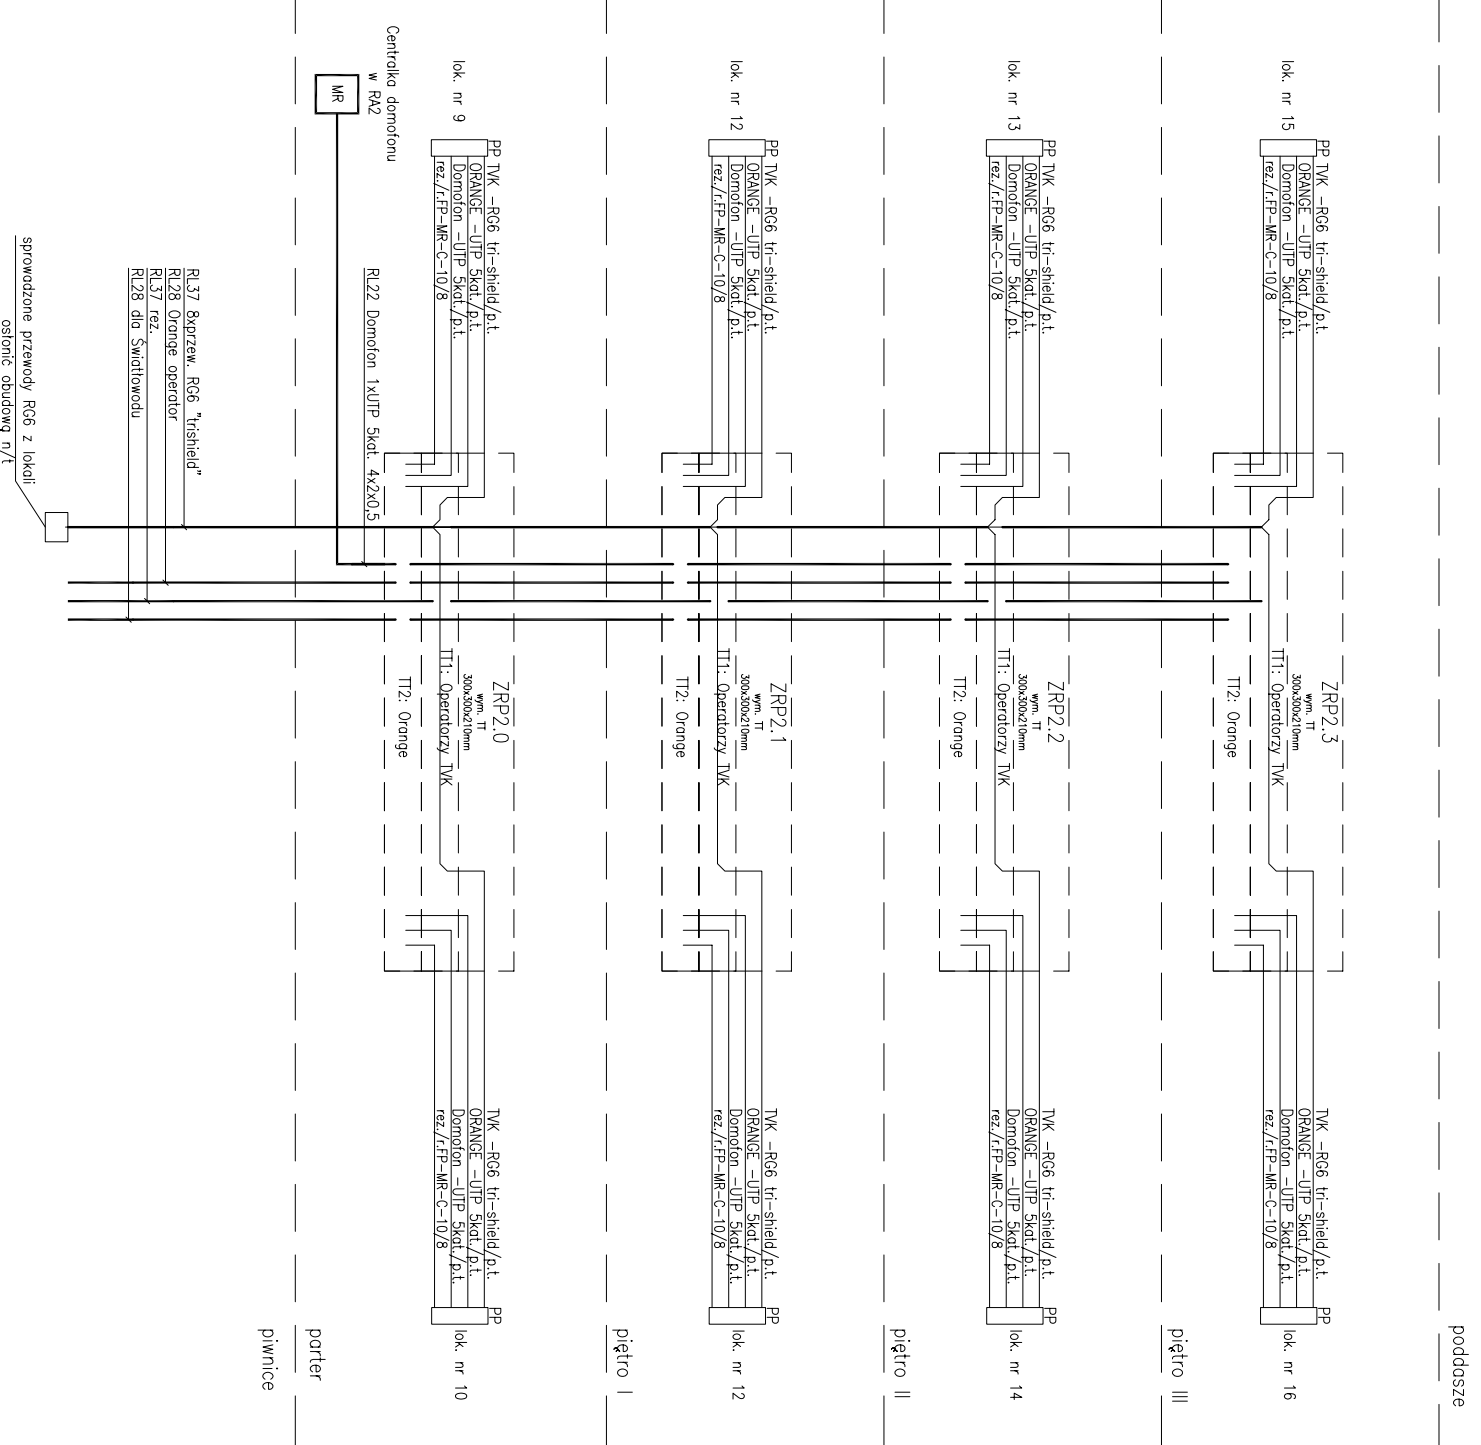 poddasze
lok. nr 15
PP
TVK -RG6 tri-shield/p.t.
ORANGE -UTP 5kat./p.t.
Domofon -UTP 5kat./p.t.
rez./r.FP-MR-C-10/8
ZRP2.3
wym. TT
300x300x210mm
TT1: Operatorzy TVK
TT2: Orange
TVK -RG6 tri-shield/p.t.
ORANGE -UTP 5kat./p.t.
Domofon -UTP 5kat./p.t.
rez./r.FP-MR-C-10/8
PP
lok. nr 16
piętro III
lok. nr 13
PP
TVK -RG6 tri-shield/p.t.
ORANGE -UTP 5kat./p.t.
Domofon -UTP 5kat./p.t.
rez./r.FP-MR-C-10/8
ZRP2.2
wym. TT
300x300x210mm
TT1: Operatorzy TVK
TT2: Orange
TVK -RG6 tri-shield/p.t.
ORANGE -UTP 5kat./p.t.
Domofon -UTP 5kat./p.t.
rez./r.FP-MR-C-10/8
PP
lok. nr 14
piętro II
lok. nr 12
PP
TVK -RG6 tri-shield/p.t.
ORANGE -UTP 5kat./p.t.
Domofon -UTP 5kat./p.t.
rez./r.FP-MR-C-10/8
ZRP2.1
wym. TT
300x300x210mm
TT1: Operatorzy TVK
TT2: Orange
TVK -RG6 tri-shield/p.t.
ORANGE -UTP 5kat./p.t.
Domofon -UTP 5kat./p.t.
rez./r.FP-MR-C-10/8
PP
lok. nr 12
piętro I
lok. nr 9
PP
TVK -RG6 tri-shield/p.t.
ORANGE -UTP 5kat./p.t.
Domofon -UTP 5kat./p.t.
rez./r.FP-MR-C-10/8
ZRP2.0
wym. TT
300x300x210mm
TT1: Operatorzy TVK
TT2: Orange
TVK -RG6 tri-shield/p.t.
ORANGE -UTP 5kat./p.t.
Domofon -UTP 5kat./p.t.
rez./r.FP-MR-C-10/8
PP
lok. nr 10
Centralka domofonu
w RA2
MR
RL22 Domofon 1xUTP 5kat. 4x2x0,5
parter
piwnice
RL37 8xprzew. RG6 "trishield"
RL28 Orange operator
RL37 rez.
RL28 dla Światłowodu
sprowadzone przewody RG6 z lokali
osłonić obudową n/t